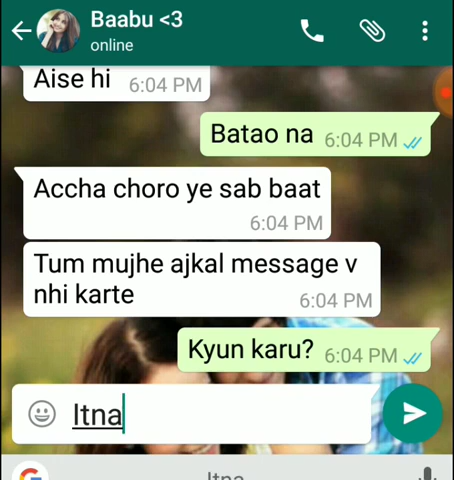 Baabu <3
online
Aise hi 6:04 PM
Batao na 6:04 PM
Accha choro ye sab baat
6:04 PM
Tum mujhe ajkal message v
nhi karte 6:04 PM
Kyun karu? 6:04 PM
Itna
Itna